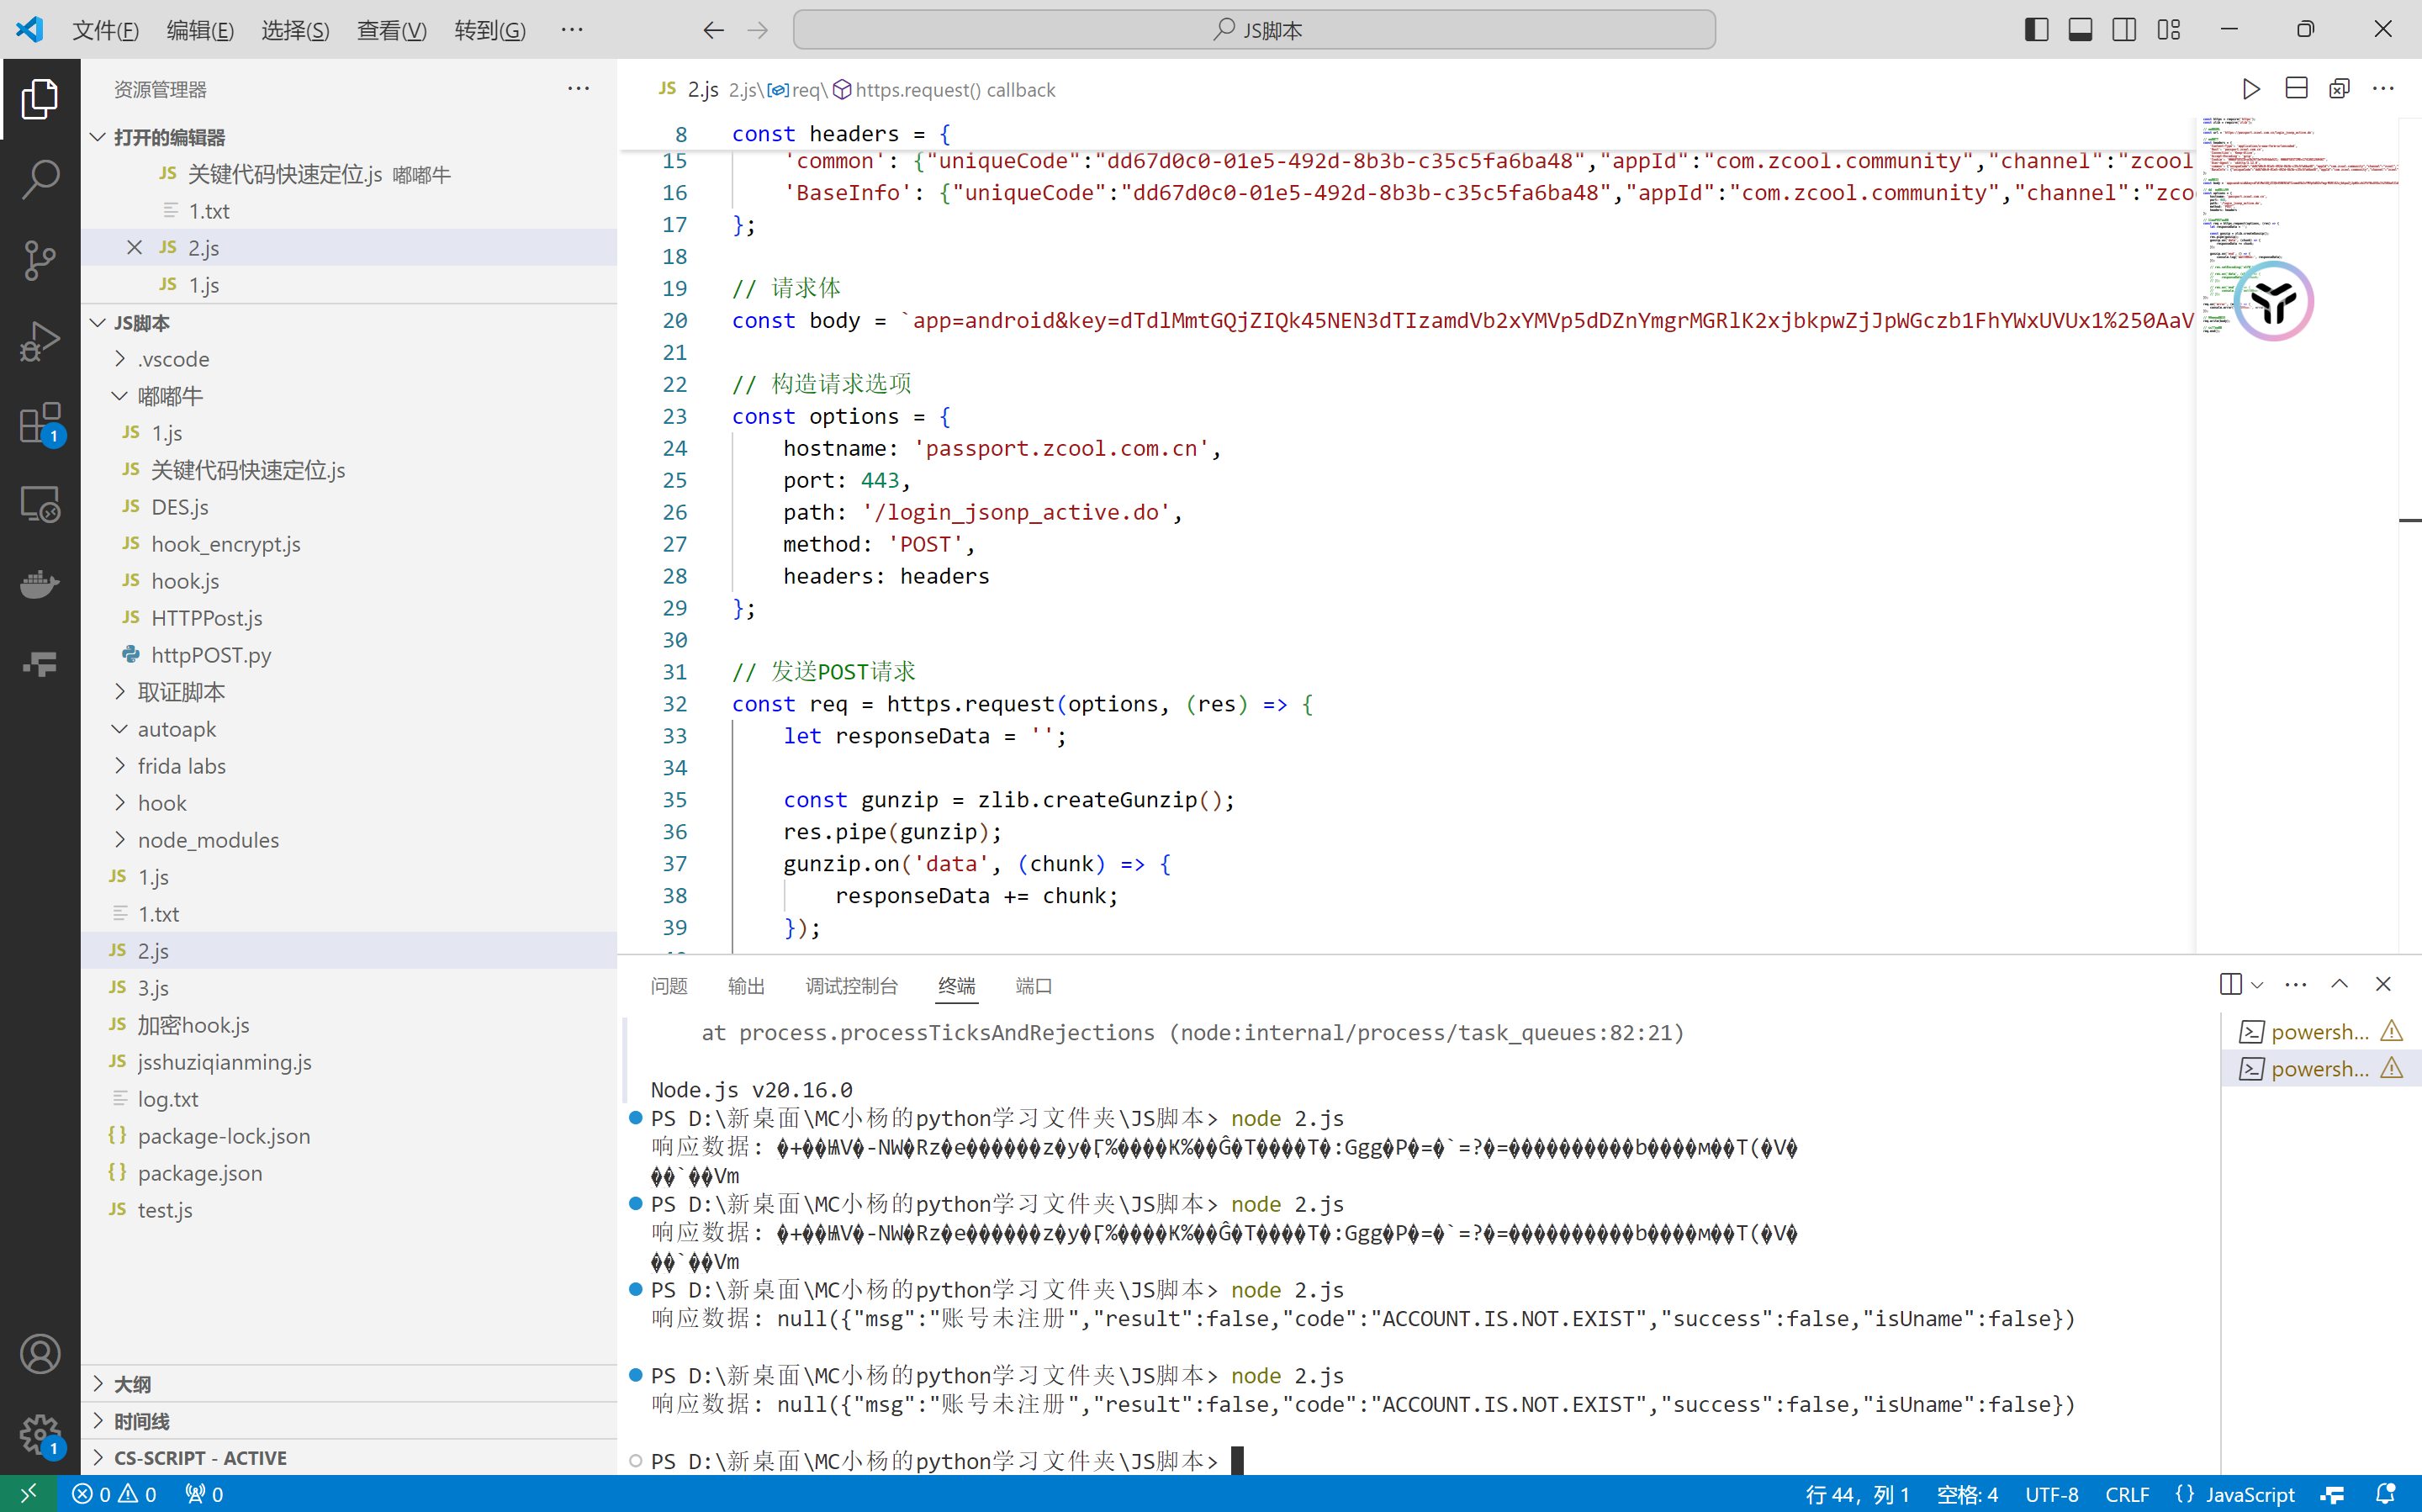 文件(F) 编辑(E) 选择(S) 查看(V) 转到(G) ··· JS脚本
资源管理器
打开的编辑器
JS 关键代码快速定位.js 嘟嘟牛
1.txt
JS 2.js
JS 1.js
JS脚本
.vscode
嘟嘟牛
JS 1.js
JS 关键代码快速定位.js
JS DES.js
JS hook_encrypt.js
JS hook.js
JS HTTPPost.js
httpPOST.py
取证脚本
autoapk
frida labs
hook
node_modules
JS 1.js
1.txt
JS 2.js
JS 3.js
JS 加密hook.js
JS jsshuziqianming.js
log.txt
{} package-lock.json
{} package.json
JS test.js
大纲
时间线
CS-SCRIPT - ACTIVE
1
1
JS 2.js 2.js\req\https.request() callback
8 const headers = {
15 'common': {"uniqueCode":"dd67d0c0-01e5-492d-8b3b-c35c5fa6ba48","appId":"com.zcool.community","channel":"zcool
16 'BaseInfo': {"uniqueCode":"dd67d0c0-01e5-492d-8b3b-c35c5fa6ba48","appId":"com.zcool.community","channel":"zco
17 };
18
19 // 请求体
20 const body = `app=android&key=dTdlMmtGQjZIQk45NEN3dTIzamdVb2xYMVp5dDZnYmgrMGRlK2xjbkpwZjJpWGczb1FhYWxUVUx1%250AaV
21
22 // 构造请求选项
23 const options = {
24 hostname: 'passport.zcool.com.cn',
25 port: 443,
26 path: '/login_jsonp_active.do',
27 method: 'POST',
28 headers: headers
29 };
30
31 // 发送POST请求
32 const req = https.request(options, (res) => {
33 let responseData = '';
34
35 const gunzip = zlib.createGunzip();
36 res.pipe(gunzip);
37 gunzip.on('data', (chunk) => {
38 responseData += chunk;
39 });
问题 输出 调试控制台 终端 端口
at process.processTicksAndRejections (node:internal/process/task_queues:82:21)
Node.js v20.16.0
PS D:\新桌面\MC小杨的python学习文件夹\JS脚本> node 2.js
响应数据:
PS D:\新桌面\MC小杨的python学习文件夹\JS脚本> node 2.js
响应数据:
PS D:\新桌面\MC小杨的python学习文件夹\JS脚本> node 2.js
响应数据: null({"msg":"账号未注册","result":false,"code":"ACCOUNT.IS.NOT.EXIST","success":false,"isUname":false})
PS D:\新桌面\MC小杨的python学习文件夹\JS脚本> node 2.js
响应数据: null({"msg":"账号未注册","result":false,"code":"ACCOUNT.IS.NOT.EXIST","success":false,"isUname":false})
PS D:\新桌面\MC小杨的python学习文件夹\JS脚本>
powersh...
powersh...
0 0 0 行 44，列 1 空格: 4 UTF-8 CRLF {} JavaScript